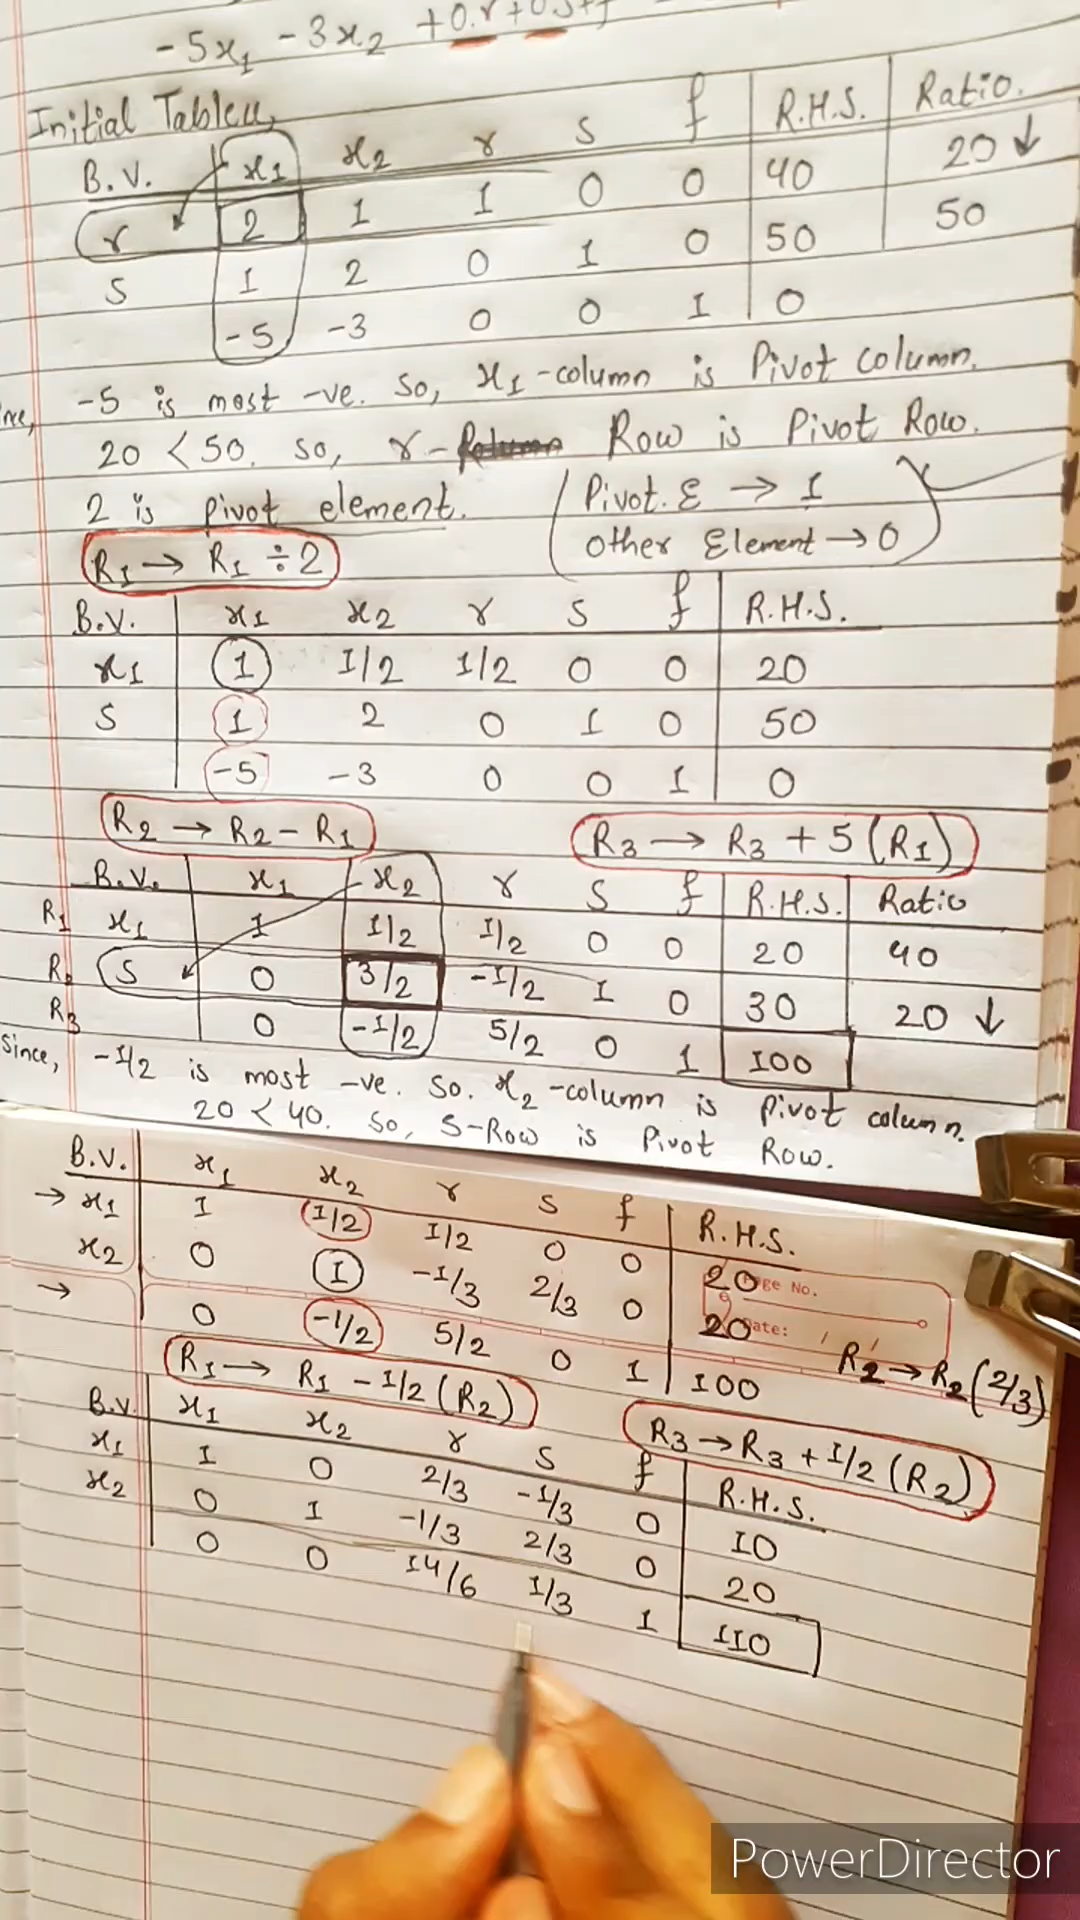 -5x₁ - 3x₂ + 0.r + 0.s + f
Initial Tableu,
B.V. x₁ x₂ r s f R.H.S. Ratio.
r 2 1 1 0 0 40 20 ↓
s 1 2 0 1 0 50 50
-5 -3 0 0 1 0
-5 is most -ve. So, x₁-column is Pivot column.
20 < 50. so, r- Row is Pivot Row.
2 is pivot element.
(Pivot. E → 1
other Element → 0)
R₁ → R₁ ÷ 2
B.V. x₁ x₂ r s f R.H.S.
x₁ 1 1/2 1/2 0 0 20
s 1 2 0 1 0 50
-5 -3 0 0 1 0
R₂ → R₂ - R₁ R₃ → R₃ + 5(R₁)
B.V. x₁ x₂ r s f R.H.S. Ratio
R₁ x₁ 1 1/2 1/2 0 0 20 40
R₂ s 0 3/2 -1/2 1 0 30 20 ↓
R₃ 0 -1/2 5/2 0 1 100
Since, -1/2 is most -ve. So. x₂-column is pivot column.
20 < 40. So, S-Row is Pivot Row.
B.V. x₁ x₂ r s f R.H.S.
→ x₁ 1 1/2 1/2 0 0 20
x₂ 0 1 -1/3 2/3 0 20
→ 0 -1/2 5/2 0 1 100
Page No.
Date:
R₂ → R₂(2/3)
R₁ → R₁ - 1/2(R₂) R₃ → R₃ + 1/2(R₂)
B.V. x₁ x₂ r s f R.H.S.
x₁ 1 0 2/3 -1/3 0 10
x₂ 0 1 -1/3 2/3 0 20
0 0 14/6 1/3 1 110
PowerDirector